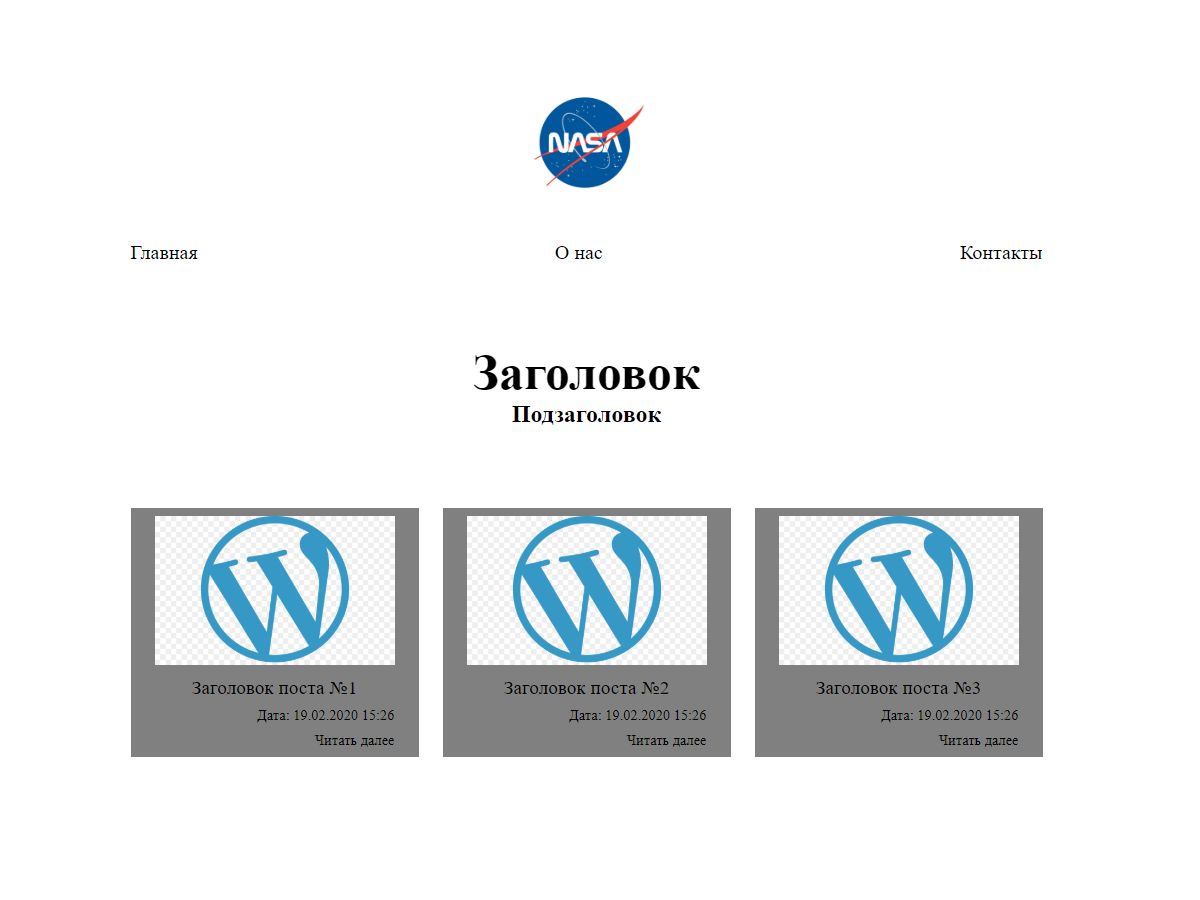 NASA
Главная О нас Контакты
Заголовок
Подзаголовок
Заголовок поста №1
Дата: 19.02.2020 15:26
Читать далее
Заголовок поста №2
Дата: 19.02.2020 15:26
Читать далее
Заголовок поста №3
Дата: 19.02.2020 15:26
Читать далее